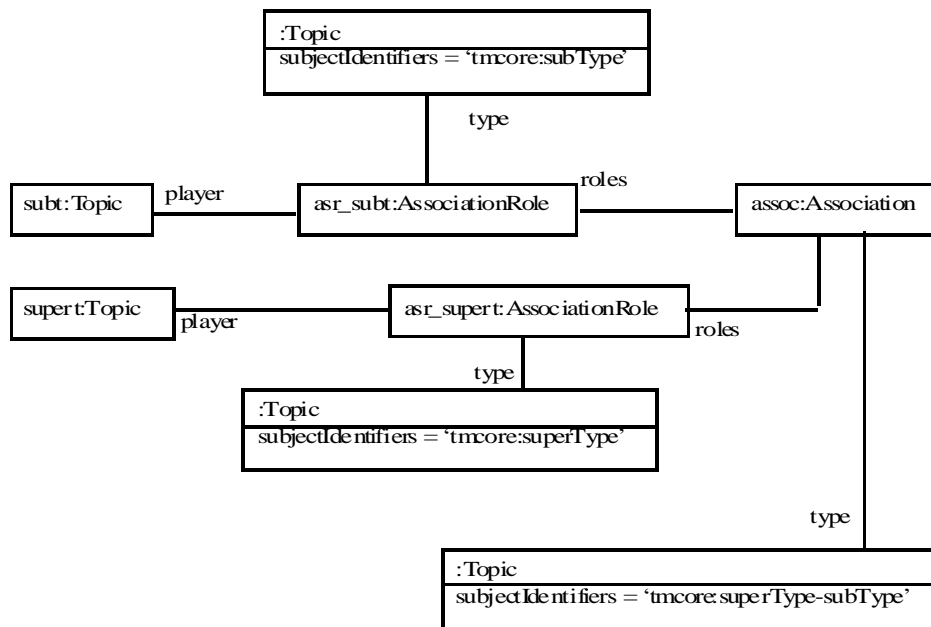 :Topic
subjectIdentifiers = ‘tmcore:subType’
type
subt:Topic
player
asr_subt:AssociationRole
roles
assoc:Association
supert:Topic
player
asr_supert:AssociationRole
roles
type
:Topic
subjectIdentifiers = ‘tmcore:superType’
type
:Topic
subjectIdentifiers = ‘tmcore:superType-subType’